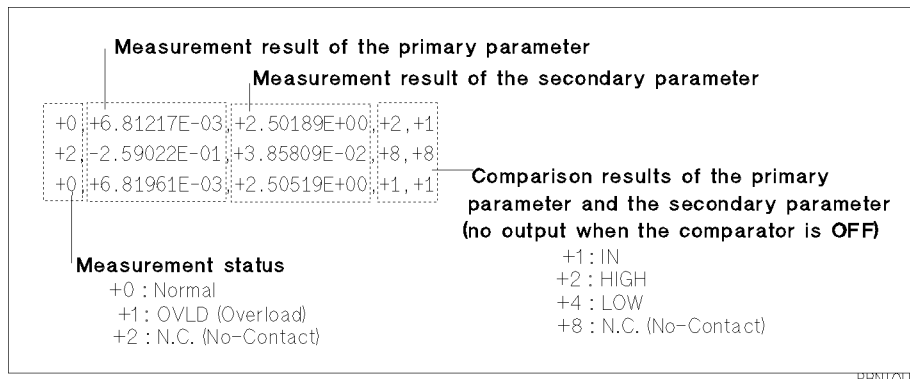 Measurement result of the primary parameter
Measurement result of the secondary parameter
+0,+6.81217E-03,+2.50189E+00,+2,+1
+2,-2.59022E-01,+3.85809E-02,+8,+8
+0,+6.81961E-03,+2.50519E+00,+1,+1
Comparison results of the primary
parameter and the secondary parameter
(no output when the comparator is OFF)
+1 : IN
+2 : HIGH
+4 : LOW
+8 : N.C. (No-Contact)
Measurement status
+0 : Normal
+1 : OVLD (Overload)
+2 : N.C. (No-Contact)